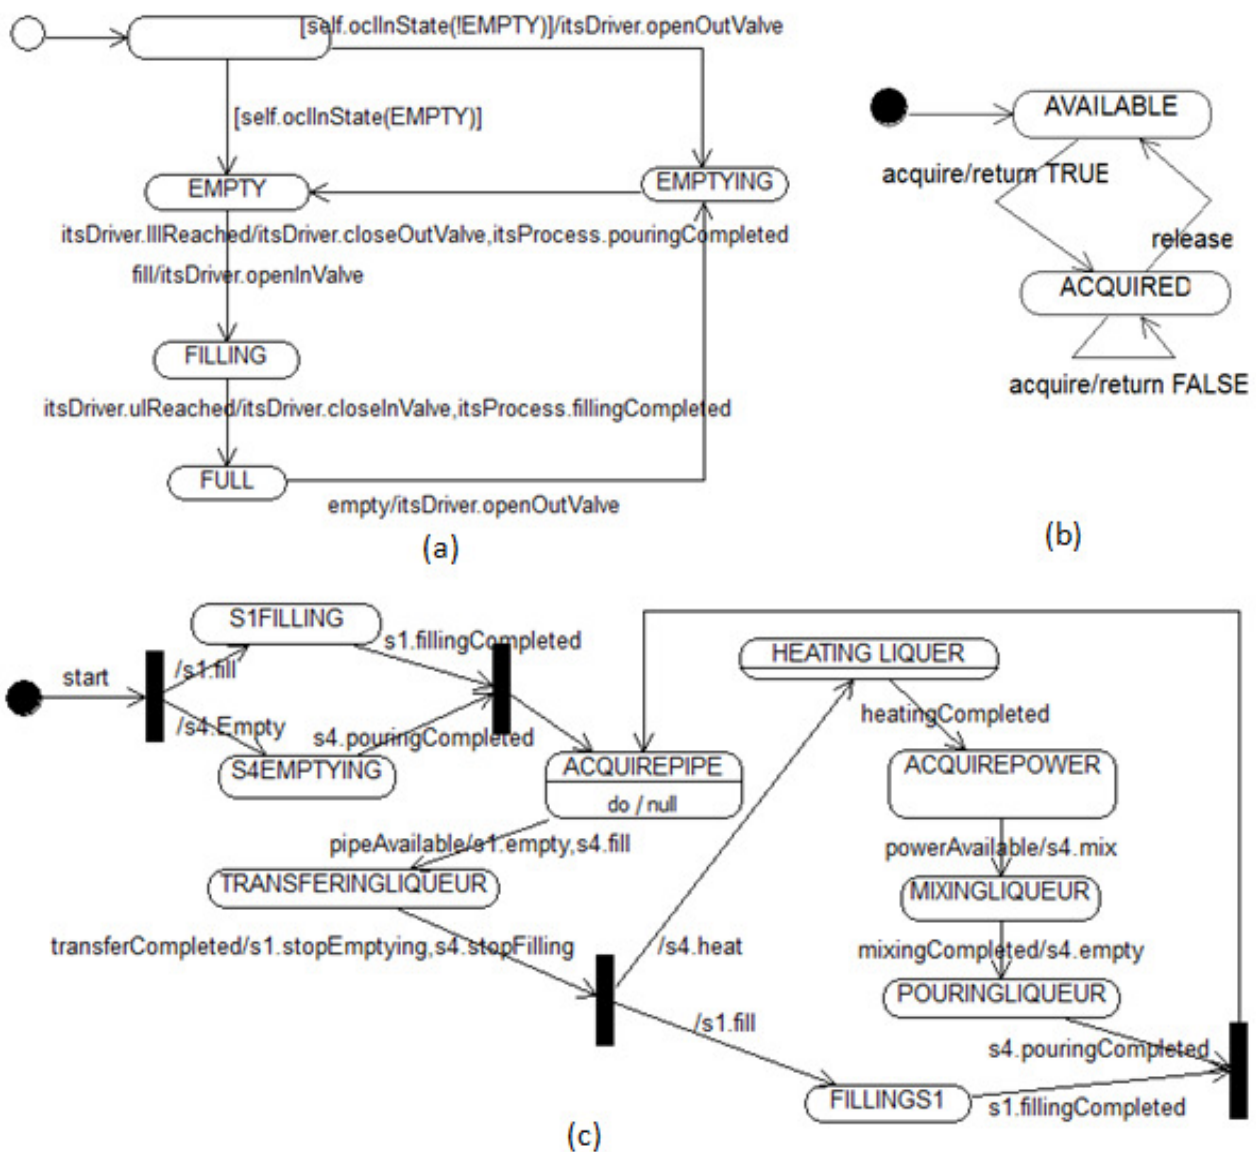 [self.oclInState(!EMPTY)]/itsDriver.openOutValve
[self.oclInState(EMPTY)]
EMPTY
EMPTYING
itsDriver.lllReached/itsDriver.closeOutValve,itsProcess.pouringCompleted
fill/itsDriver.openInValve
FILLING
itsDriver.ulReached/itsDriver.closeInValve,itsProcess.fillingCompleted
FULL
empty/itsDriver.openOutValve
(a)
AVAILABLE
acquire/return TRUE
release
ACQUIRED
acquire/return FALSE
(b)
S1FILLING
s1.fillingCompleted
start
/s1.fill
/s4.Empty
s4.pouringCompleted
S4EMPTYING
ACQUIREPIPE
do / null
pipeAvailable/s1.empty,s4.fill
TRANSFERINGLIQUEUR
transferCompleted/s1.stopEmptying,s4.stopFilling
/s4.heat
/s1.fill
HEATING LIQUER
heatingCompleted
ACQUIREPOWER
powerAvailable/s4.mix
MIXINGLIQUEUR
mixingCompleted/s4.empty
POURINGLIQUEUR
s4.pouringCompleted
FILLINGS1
s1.fillingCompleted
(c)